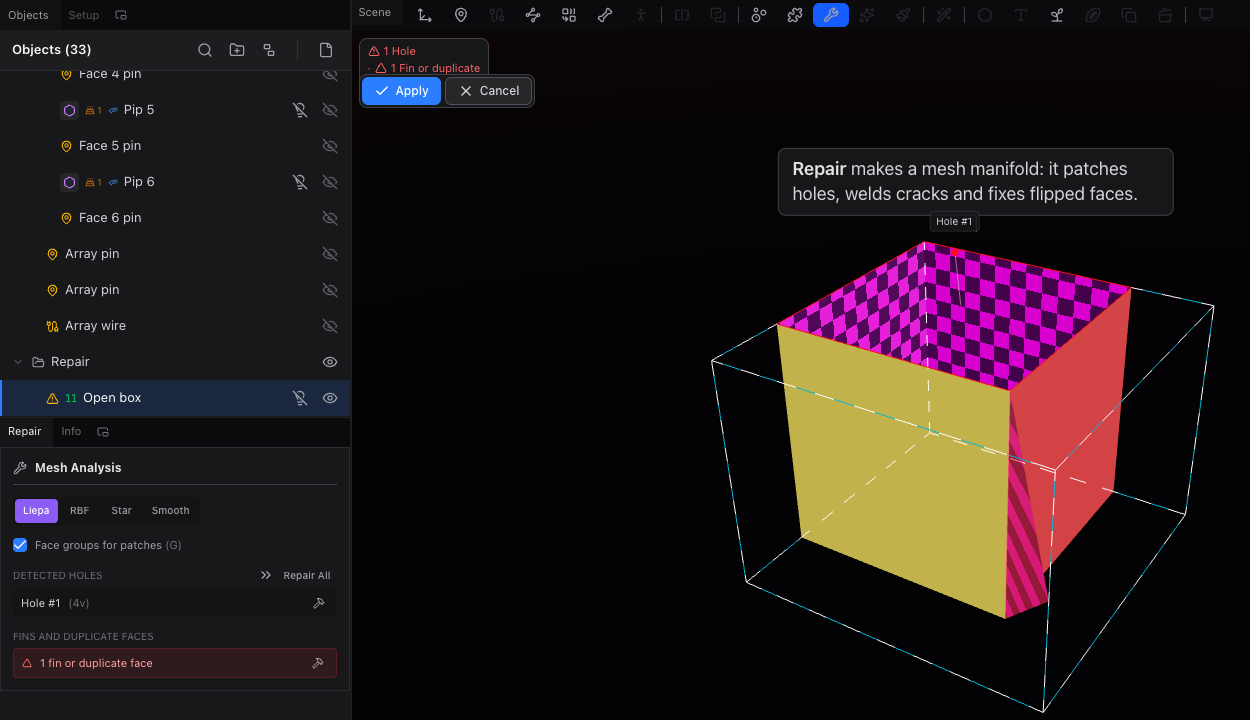 Objects Setup
Scene
Objects (33)
Face 4 pin
1 Pip 5
Face 5 pin
1 Pip 6
Face 6 pin
Array pin
Array pin
Array wire
Repair
11 Open box
Repair Info
Mesh Analysis
Liepa RBF Star Smooth
Face groups for patches (G)
DETECTED HOLES Repair All
Hole #1 (4v)
FINS AND DUPLICATE FACES
1 fin or duplicate face
1 Hole
· 1 Fin or duplicate
Apply Cancel
Repair makes a mesh manifold: it patches
holes, welds cracks and fixes flipped faces.
Hole #1